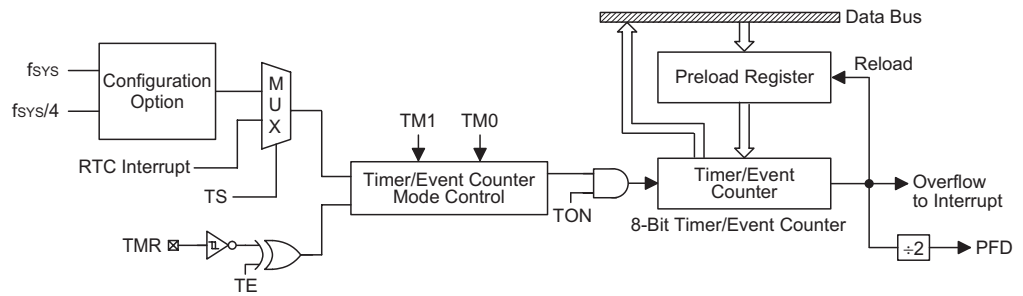 Data Bus
fSYS
fSYS/4
Configuration
Option
M
U
X
RTC Interrupt
TS
TM1
TM0
Preload Register
Reload
Timer/Event Counter
Mode Control
TON
Timer/Event
Counter
8-Bit Timer/Event Counter
Overflow
to Interrupt
÷2
PFD
TMR
TE